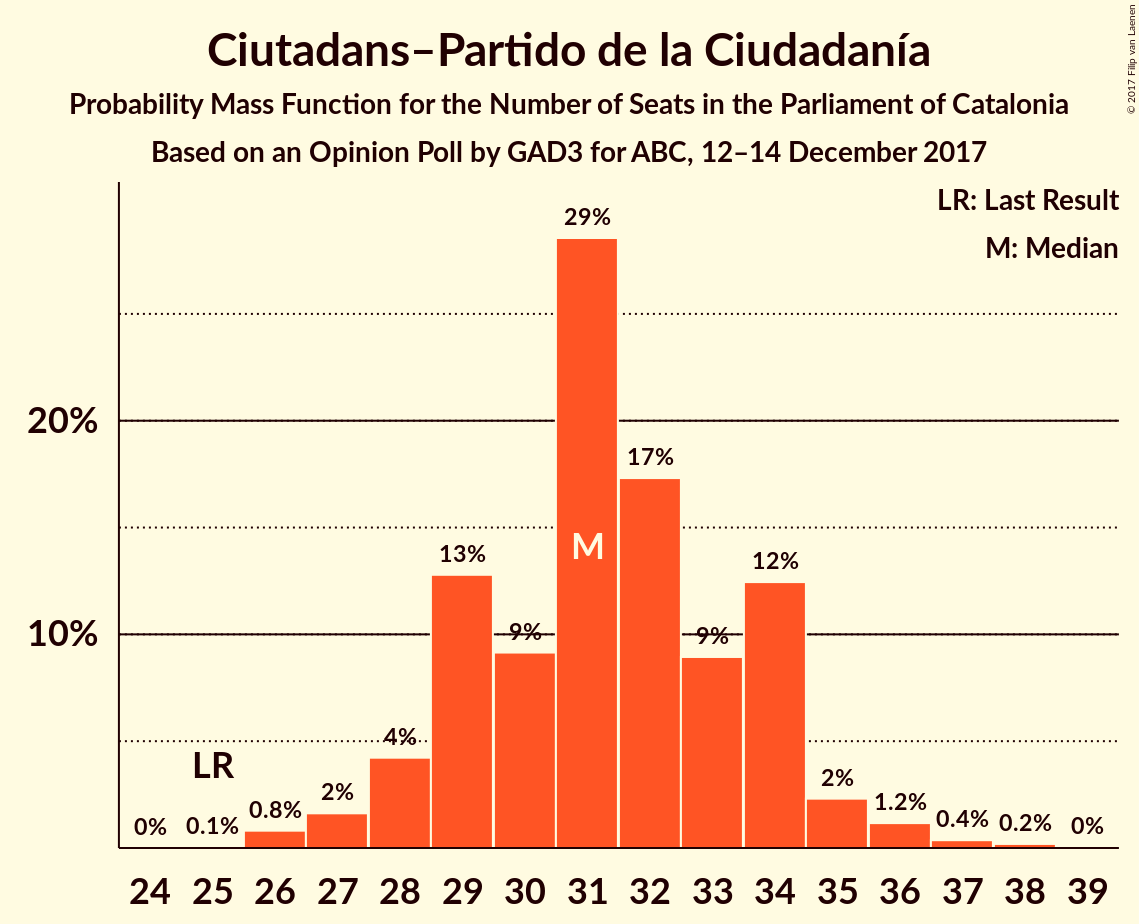 Ciutadans–Partido de la Ciudadanía
Probability Mass Function for the Number of Seats in the Parliament of Catalonia
Based on an Opinion Poll by GAD3 for ABC, 12–14 December 2017
© 2017 Filip van Laenen
LR: Last Result
M: Median
29%
20%
17%
M
13%
12%
10%
9%
9%
4%
LR
2%
2%
0.8%
1.2%
0%
0.1%
0.4%
0.2%
0%
24 25 26 27 28 29 30 31 32 33 34 35 36 37 38 39